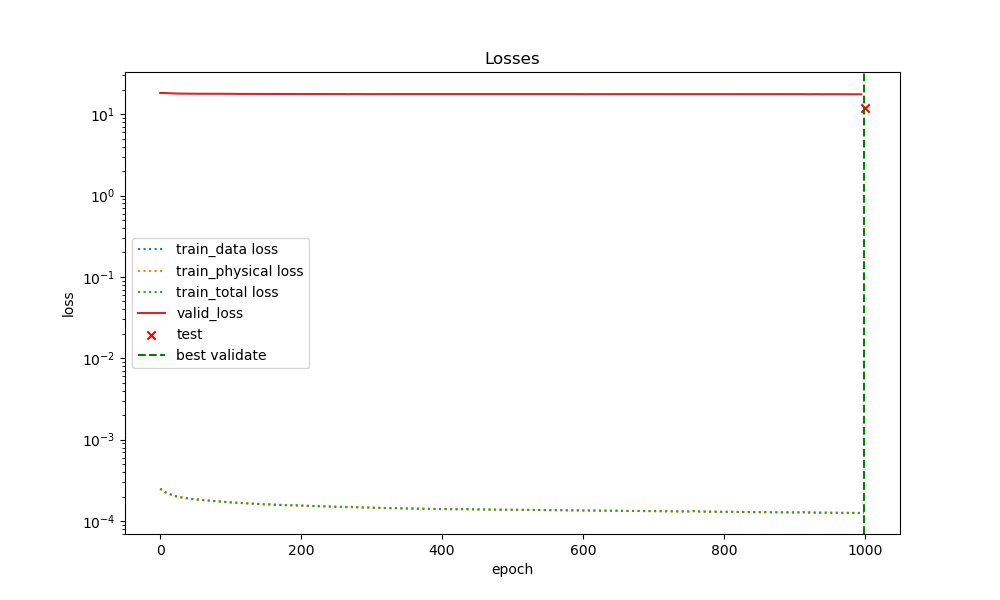 Losses
loss
10¹
10⁰
10⁻¹
10⁻²
10⁻³
10⁻⁴
train_data loss
train_physical loss
train_total loss
valid_loss
test
best validate
0 200 400 600 800 1000
epoch